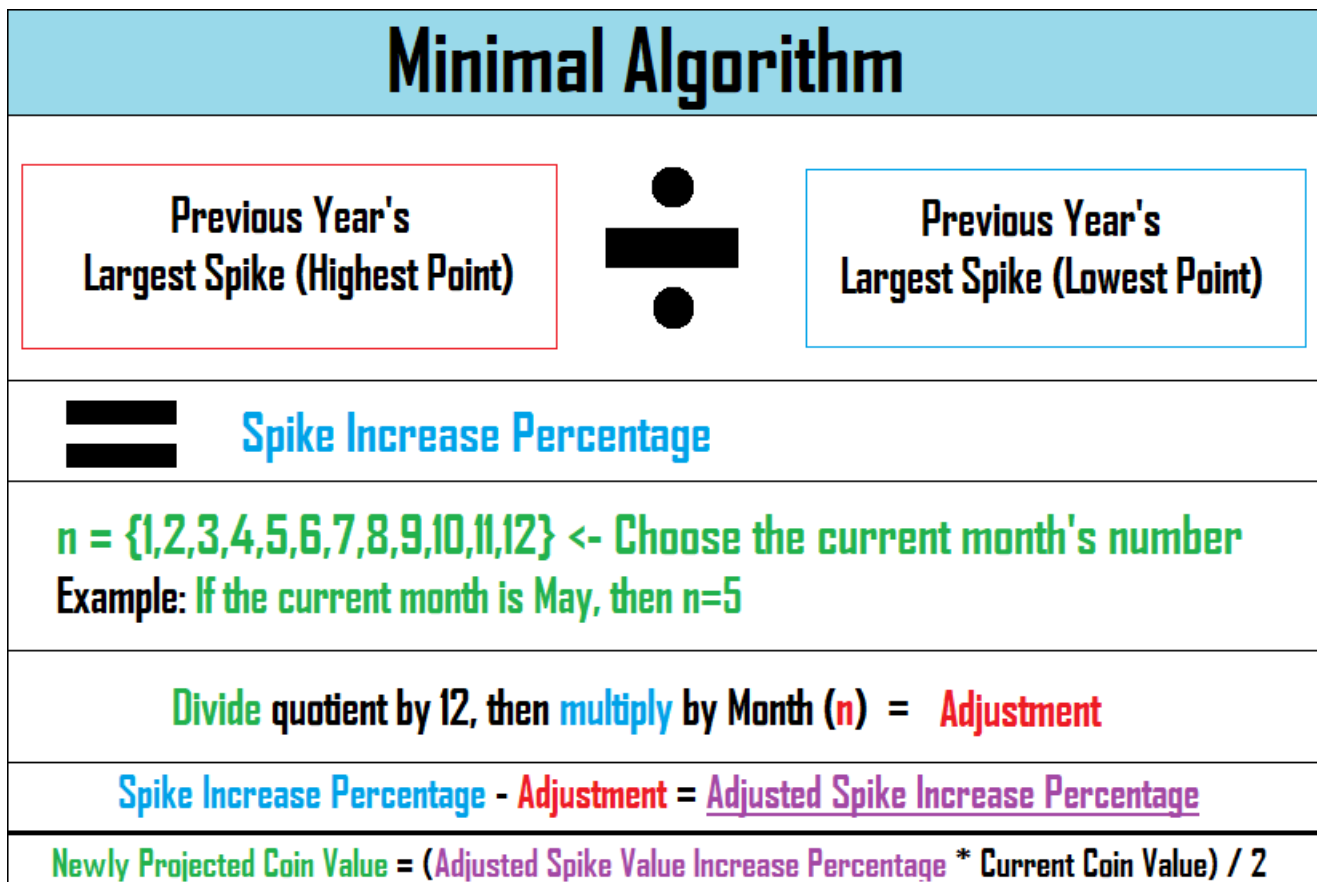 Minimal Algorithm
Previous Year's
Largest Spike (Highest Point)
÷
Previous Year's
Largest Spike (Lowest Point)
= Spike Increase Percentage
n = {1,2,3,4,5,6,7,8,9,10,11,12} <- Choose the current month's number
Example: If the current month is May, then n=5
Divide quotient by 12, then multiply by Month (n) = Adjustment
Spike Increase Percentage - Adjustment = Adjusted Spike Increase Percentage
Newly Projected Coin Value = (Adjusted Spike Value Increase Percentage * Current Coin Value) / 2